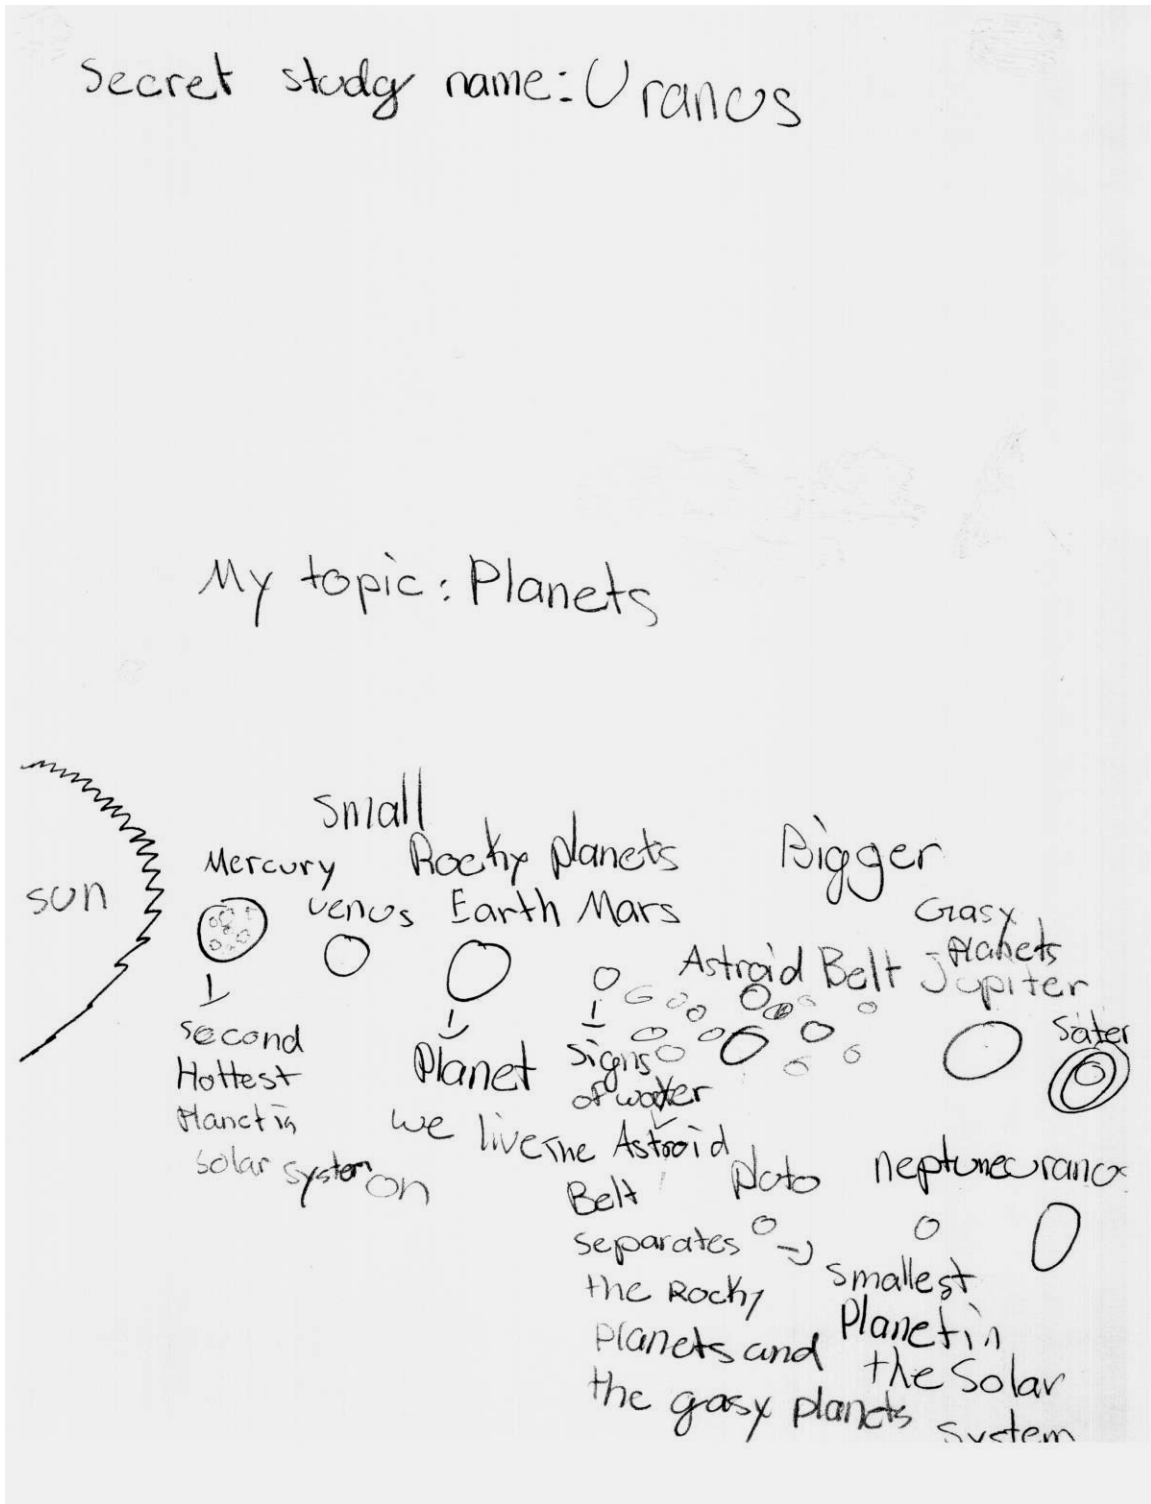 Secret study name: Uranus
My topic: Planets
small
Rocky planets
Bigger
Gasy
planets
sun
Mercury
venus
Earth
Mars
Astroid Belt
Jupiter
Sater
second
Hottest
Planet in
solar system
Planet
we live
on
signs
of water
The Astroid
Belt
separates
the Rocky
planets and
the gasy planets
pluto
neptune
urano
smallest
Planet in
the Solar
system